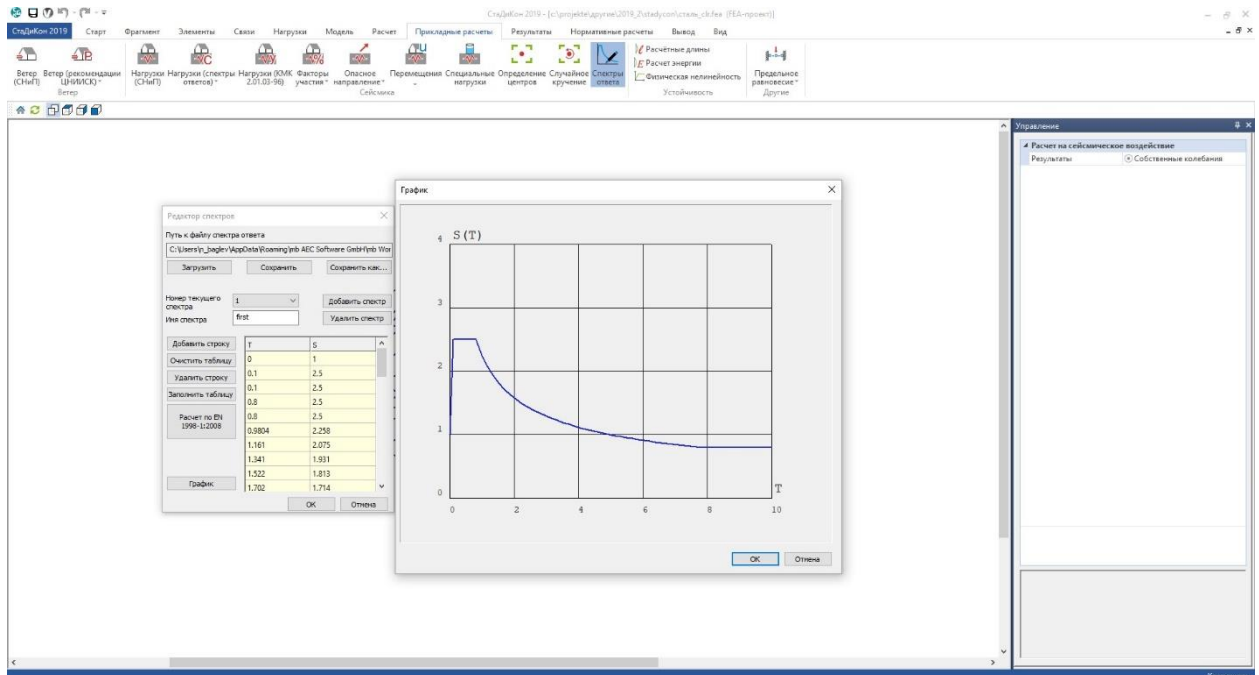 СтаДиКон 2019 - [c:\projekte\другие\2019_2\stadycon\сталь_clt.fea (FEA-проект)]
СтаДиКон 2019 Старт Фрагмент Элементы Связи Нагрузки Модель Расчет Прикладные расчеты Результаты Нормативные расчеты Вывод Вид
Ветер (СНиП)
Ветер (рекомендации ЦНИИСК)
Ветер
Нагрузки (СНиП)
Нагрузки (спектры ответов)
Нагрузки (КМК 2.01.03-96)
Факторы участия
Опасное направление
Перемещения
Специальные нагрузки
Определение центров
Случайное кручение
Спектры ответа
Сейсмика
Расчётные длины
Расчет энергии
Физическая нелинейность
Устойчивость
Предельное равновесие
Другие
Управление
Расчет на сейсмическое воздействие
Результаты Собственные колебания
Редактор спектров
Путь к файлу спектра ответа
C:\Users\n_baglev\AppData\Roaming\mb AEC Software GmbH\mb Wor
Загрузить Сохранить Сохранить как...
Номер текущего спектра 1 Добавить спектр
Имя спектра first Удалить спектр
Добавить строку
Очистить таблицу
Удалить строку
Заполнить таблицу
Расчет по EN
1998-1:2008
График
T S
0 1
0.1 2.5
0.1 2.5
0.8 2.5
0.8 2.5
0.9804 2.258
1.161 2.075
1.341 1.931
1.522 1.813
1.702 1.714
OK Отмена
График
S(T)
4
3
2
1
0
T
0 2 4 6 8 10
OK Отмена